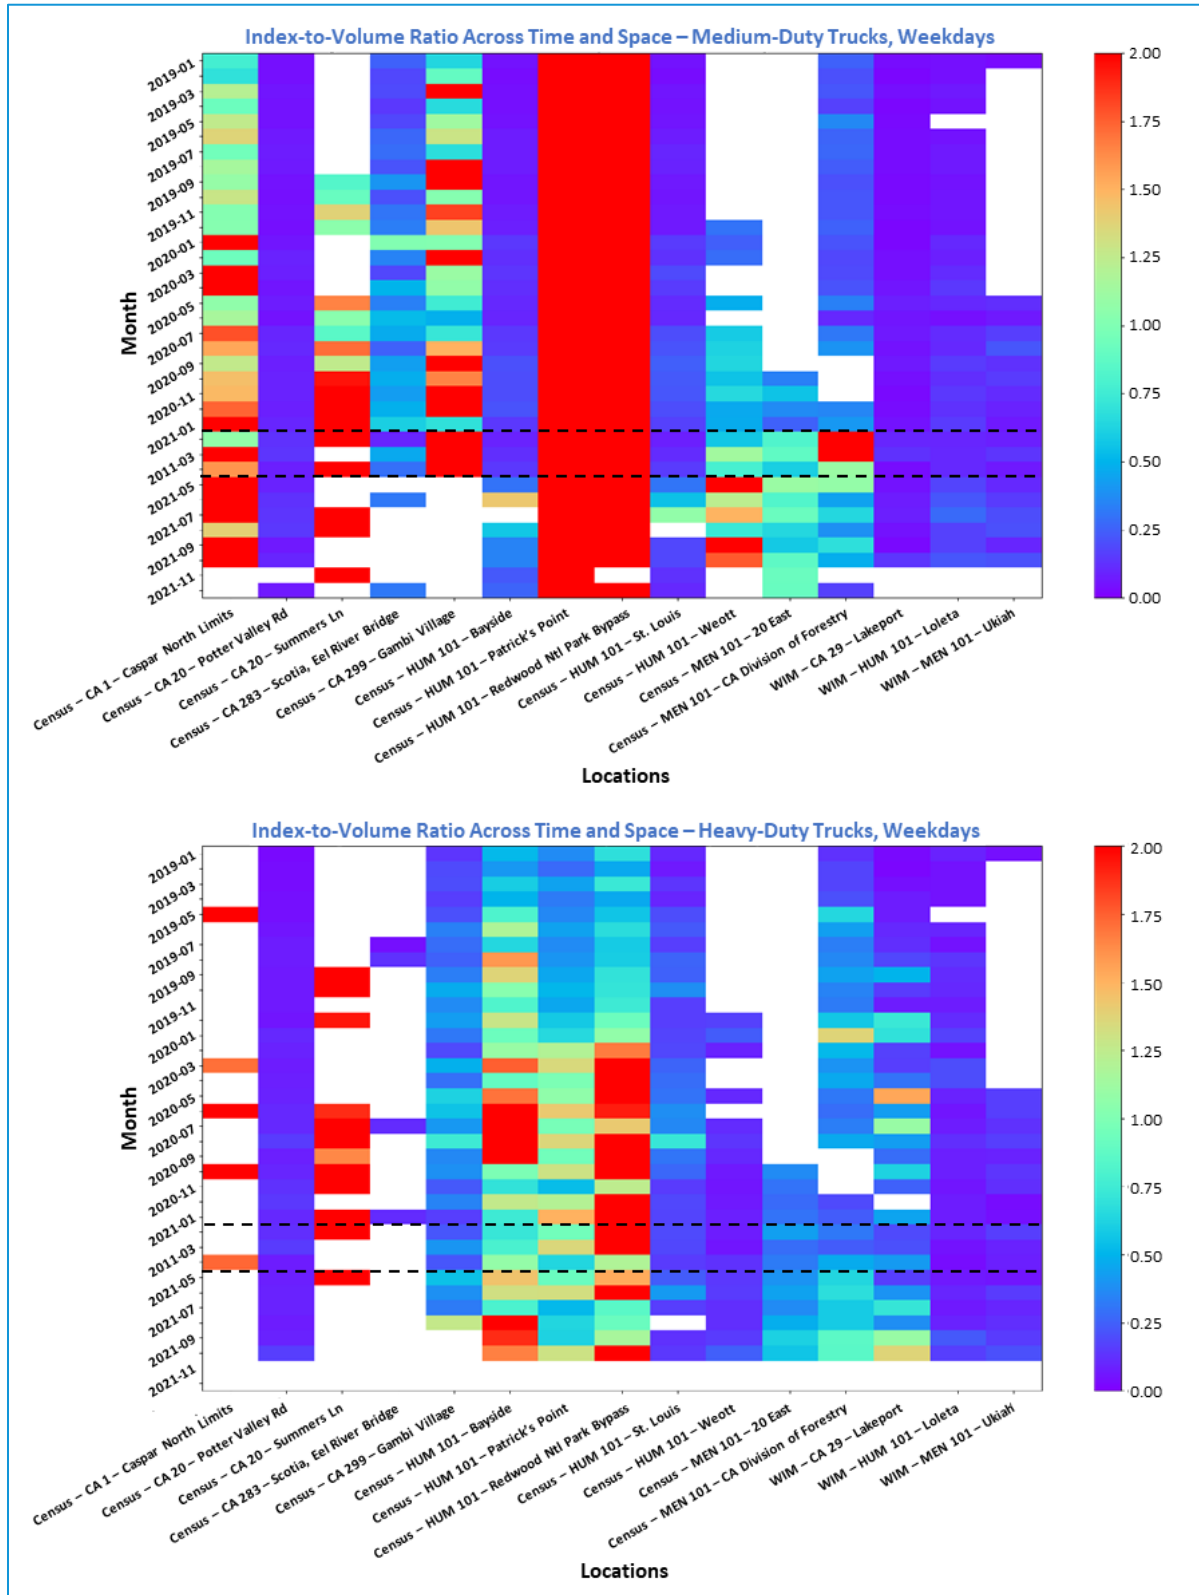 Index-to-Volume Ratio Across Time and Space – Medium-Duty Trucks, Weekdays
Month
2019-01
2019-03
2019-05
2019-07
2019-09
2019-11
2020-01
2020-03
2020-05
2020-07
2020-09
2020-11
2021-01
2011-03
2021-05
2021-07
2021-09
2021-11
2.00
1.75
1.50
1.25
1.00
0.75
0.50
0.25
0.00
Census – CA 1 – Caspar North Limits
Census – CA 20 – Potter Valley Rd
Census – CA 20 – Summers Ln
Census – CA 283 – Scotia, Eel River Bridge
Census – CA 299 – Gambi Village
Census – HUM 101 – Bayside
Census – HUM 101 – Patrick's Point
Census – HUM 101 – Redwood Ntl Park Bypass
Census – HUM 101 – St. Louis
Census – HUM 101 – Weott
Census – MEN 101 – 20 East
Census – MEN 101 – CA Division of Forestry
WIM – CA 29 – Lakeport
WIM – HUM 101 – Loleta
WIM – MEN 101 – Ukiah
Locations
Index-to-Volume Ratio Across Time and Space – Heavy-Duty Trucks, Weekdays
Month
2019-01
2019-03
2019-05
2019-07
2019-09
2019-11
2020-01
2020-03
2020-05
2020-07
2020-09
2020-11
2021-01
2011-03
2021-05
2021-07
2021-09
2021-11
2.00
1.75
1.50
1.25
1.00
0.75
0.50
0.25
0.00
Census – CA 1 – Caspar North Limits
Census – CA 20 – Potter Valley Rd
Census – CA 20 – Summers Ln
Census – CA 283 – Scotia, Eel River Bridge
Census – CA 299 – Gambi Village
Census – HUM 101 – Bayside
Census – HUM 101 – Patrick's Point
Census – HUM 101 – Redwood Ntl Park Bypass
Census – HUM 101 – St. Louis
Census – HUM 101 – Weott
Census – MEN 101 – 20 East
Census – MEN 101 – CA Division of Forestry
WIM – CA 29 – Lakeport
WIM – HUM 101 – Loleta
WIM – MEN 101 – Ukiah
Locations